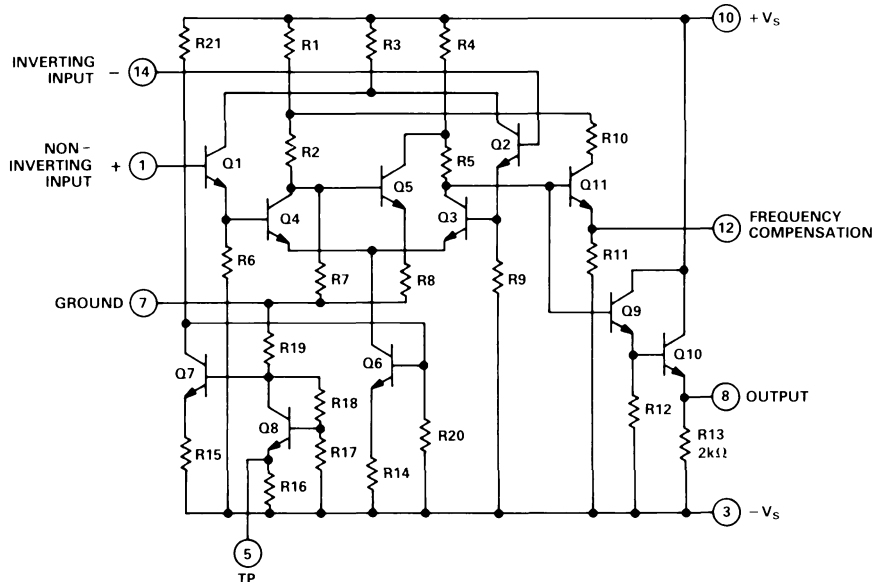 R21
R1
R3
R4
10 +VS
INVERTING
INPUT
− 14
R10
R2
Q2
R5
NON-
INVERTING
INPUT
+ 1
Q1
Q5
Q11
Q4
Q3
12 FREQUENCY
COMPENSATION
R6
R7
R8
R9
R11
GROUND 7
Q9
R19
Q10
Q7
Q6
8 OUTPUT
R18
R12
Q8
R20
R13
2kΩ
R15
R17
R14
R16
3 −VS
5
TP